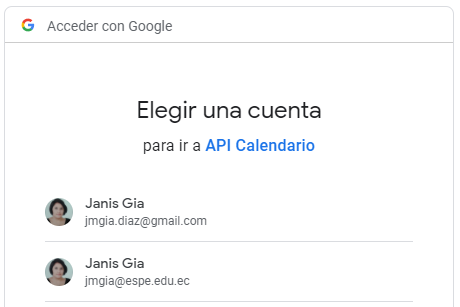 Acceder con Google
Elegir una cuenta
para ir a API Calendario
Janis Gia
jmgia.diaz@gmail.com
Janis Gia
jmgia@espe.edu.ec